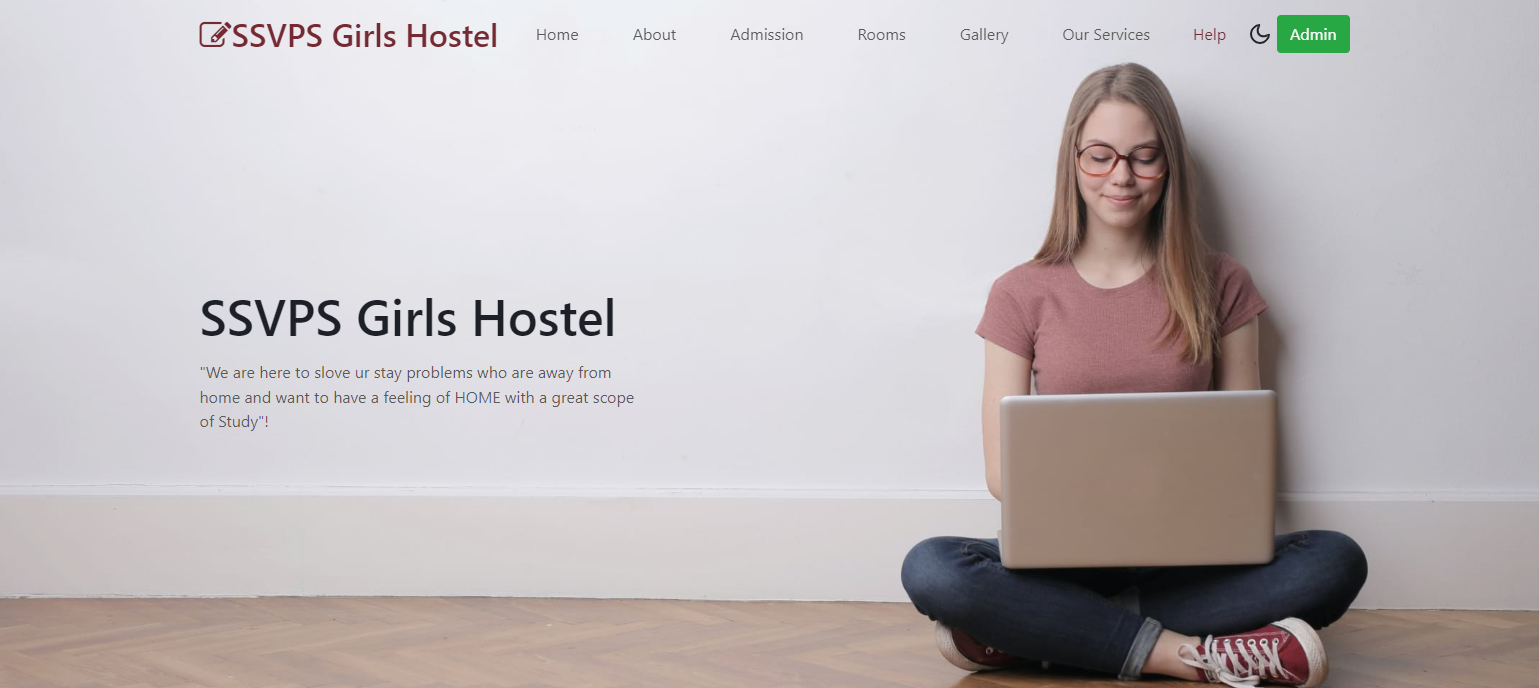 SSVPS Girls Hostel Home About Admission Rooms Gallery Our Services Help Admin
SSVPS Girls Hostel
"We are here to slove ur stay problems who are away from
home and want to have a feeling of HOME with a great scope
of Study"!